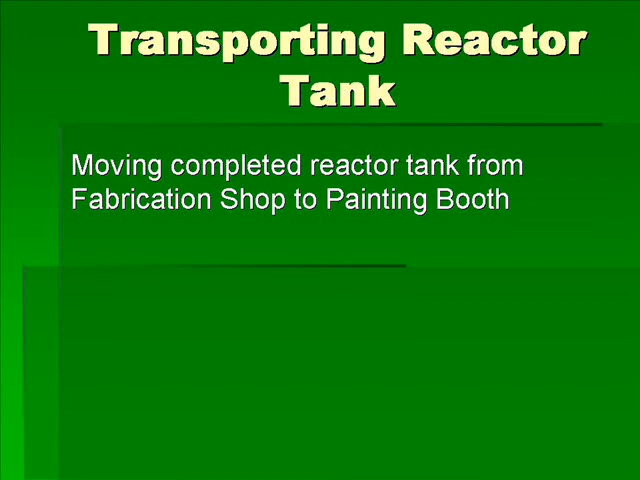 Transporting Reactor
Tank
Moving completed reactor tank from
Fabrication Shop to Painting Booth